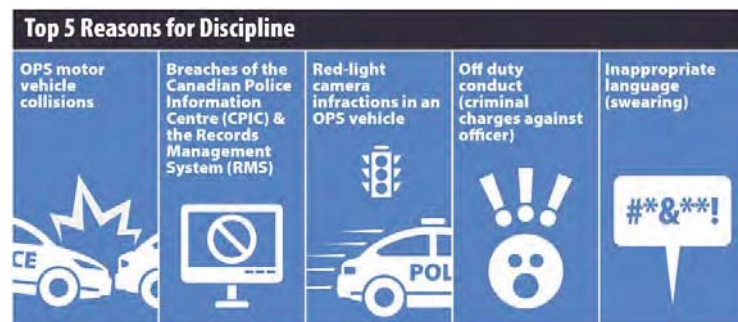 Top 5 Reasons for Discipline
OPS motor
vehicle
collisions
Breaches of the
Canadian Police
Information
Centre (CPIC) &
the Records
Management
System (RMS)
Red-light
camera
infractions in an
OPS vehicle
Off duty
conduct
(criminal
charges against
officer)
Inappropriate
language
(swearing)
CE
POL
!!!
#*&**!